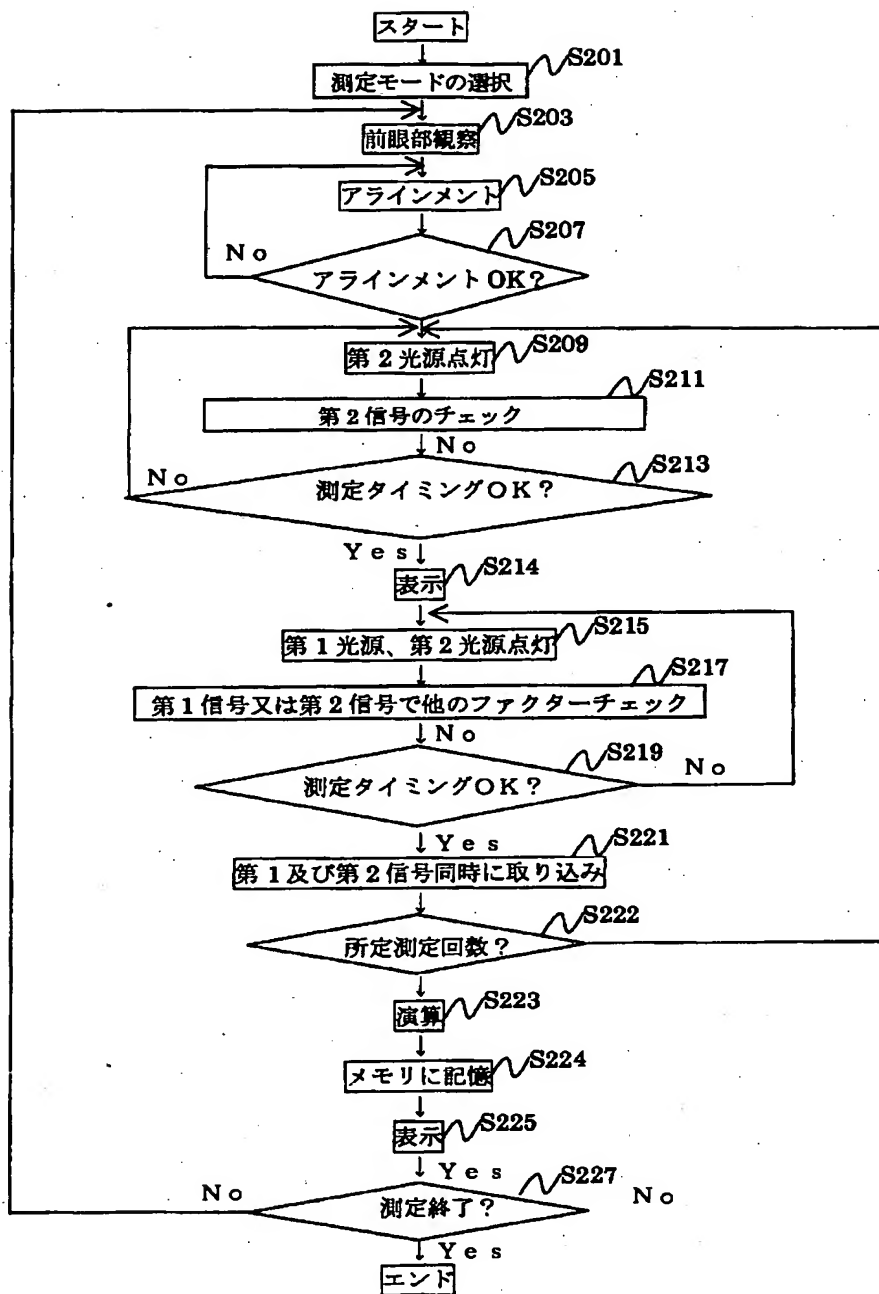 スタート
測定モードの選択 S201
前眼部観察 S203
アラインメント S205
S207
No
アラインメントOK?
第2光源点灯 S209
S211
第2信号のチェック
No
No
S213
測定タイミングOK?
Yes
表示 S214
第1光源、第2光源点灯 S215
S217
第1信号又は第2信号で他のファクターチェック
No
S219
測定タイミングOK?
No
Yes
S221
第1及び第2信号同時に取り込み
S222
所定測定回数?
演算 S223
メモリに記憶 S224
表示 S225
Yes
S227
No
測定終了?
No
Yes
エンド